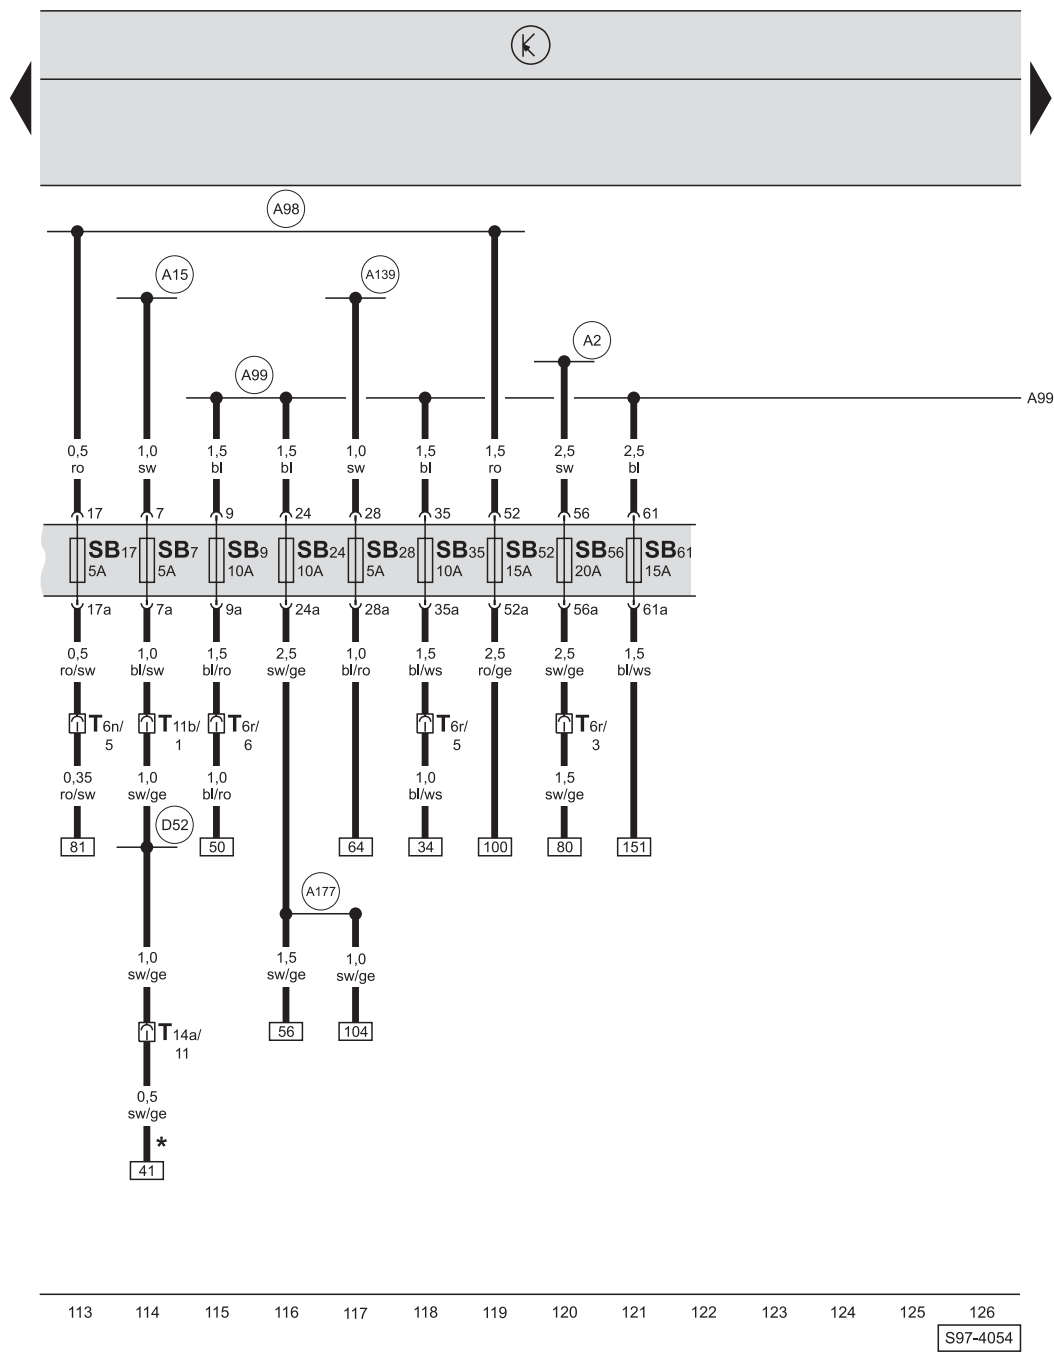 A98
A15 A139
A2
A99
A99
0,5 1,0 1,5 1,5 1,0 1,5 1,5 2,5 2,5
ro sw bl bl sw bl ro sw bl
17 7 9 24 28 35 52 56 61
SB17 SB7 SB9 SB24 SB28 SB35 SB52 SB56 SB61
5A 5A 10A 10A 5A 10A 15A 20A 15A
17a 7a 9a 24a 28a 35a 52a 56a 61a
0,5 1,0 1,5 2,5 1,0 1,5 2,5 2,5 1,5
ro/sw bl/sw bl/ro sw/ge bl/ro bl/ws ro/ge sw/ge bl/ws
T6n/ T11b/ T6r/ T6r/ T6r/
5 1 6 5 3
0,35 1,0 1,0 1,0 1,5
ro/sw sw/ge bl/ro bl/ws sw/ge
D52
81 50 64 34 100 80 151
A177
1,0 1,5 1,0
sw/ge sw/ge sw/ge
T14a/ 56 104
11
0,5
sw/ge
*
41
113 114 115 116 117 118 119 120 121 122 123 124 125 126
S97-4054